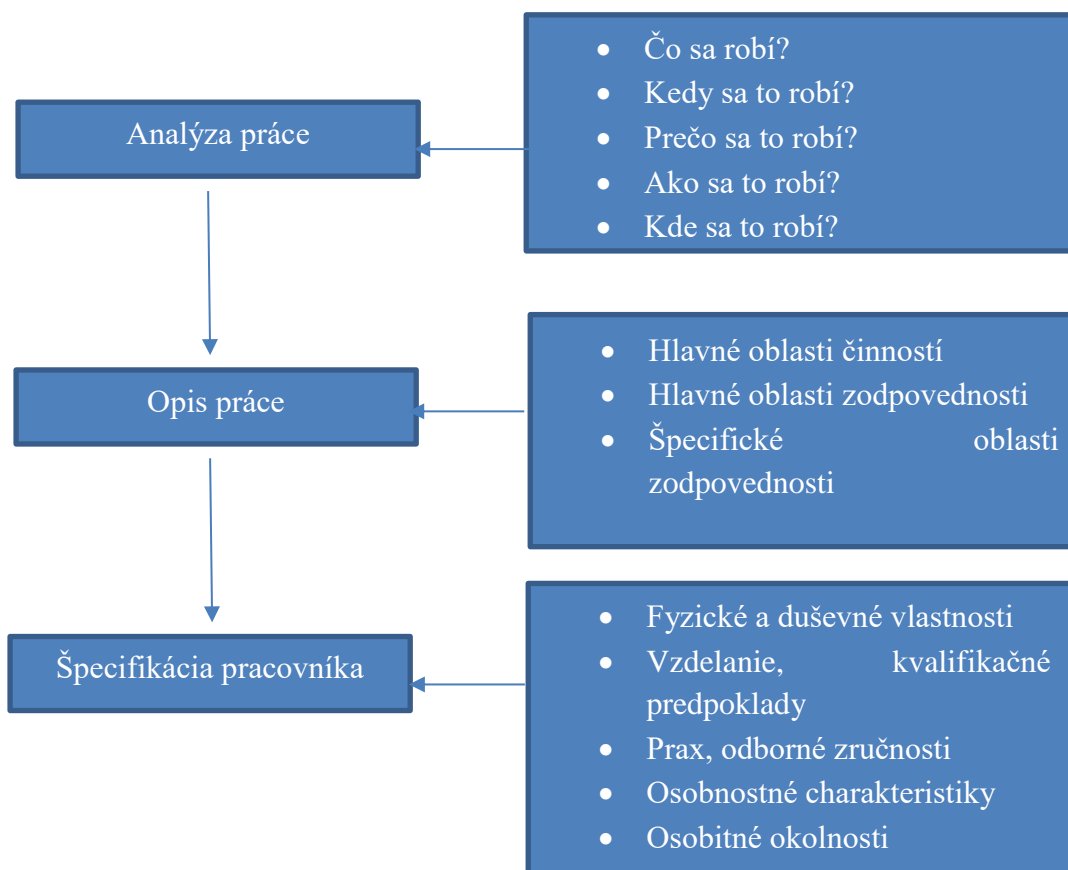 Analýza práce
Čo sa robí?
Kedy sa to robí?
Prečo sa to robí?
Ako sa to robí?
Kde sa to robí?
Opis práce
Hlavné oblasti činností
Hlavné oblasti zodpovednosti
Špecifické oblasti
zodpovednosti
Špecifikácia pracovníka
Fyzické a duševné vlastnosti
Vzdelanie, kvalifikačné
predpoklady
Prax, odborné zručnosti
Osobnostné charakteristiky
Osobitné okolnosti